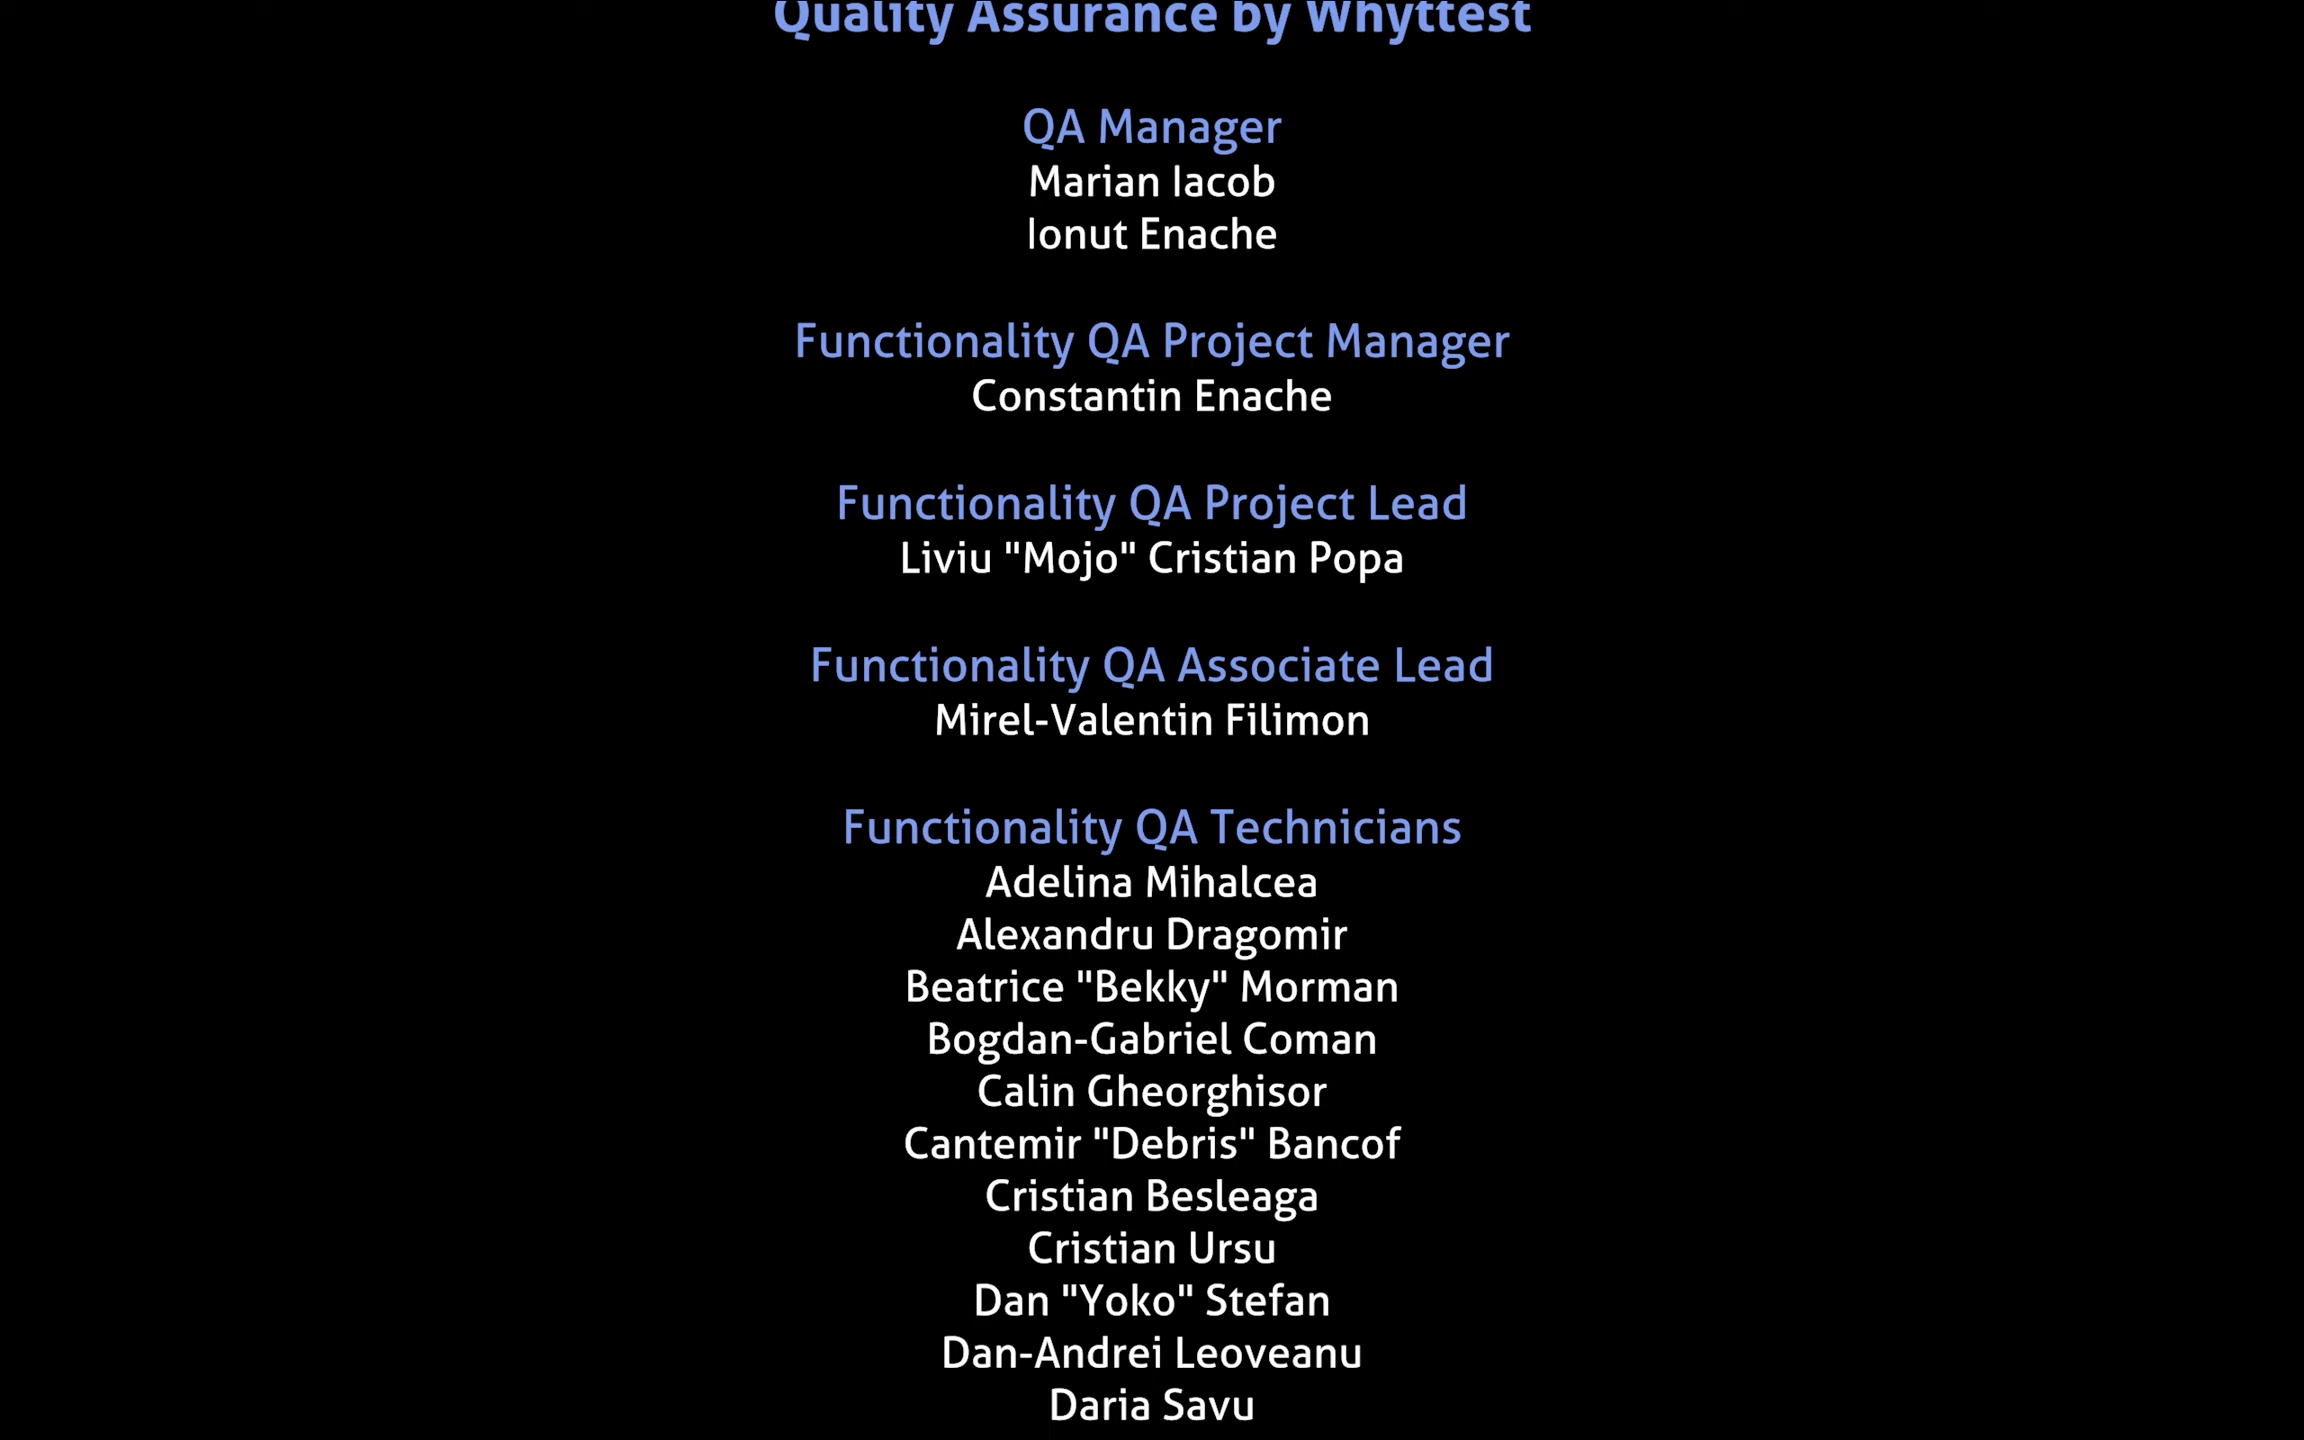 Quality Assurance by Whyttest
QA Manager
Marian Iacob
Ionut Enache
Functionality QA Project Manager
Constantin Enache
Functionality QA Project Lead
Liviu "Mojo" Cristian Popa
Functionality QA Associate Lead
Mirel-Valentin Filimon
Functionality QA Technicians
Adelina Mihalcea
Alexandru Dragomir
Beatrice "Bekky" Morman
Bogdan-Gabriel Coman
Calin Gheorghisor
Cantemir "Debris" Bancof
Cristian Besleaga
Cristian Ursu
Dan "Yoko" Stefan
Dan-Andrei Leoveanu
Daria Savu